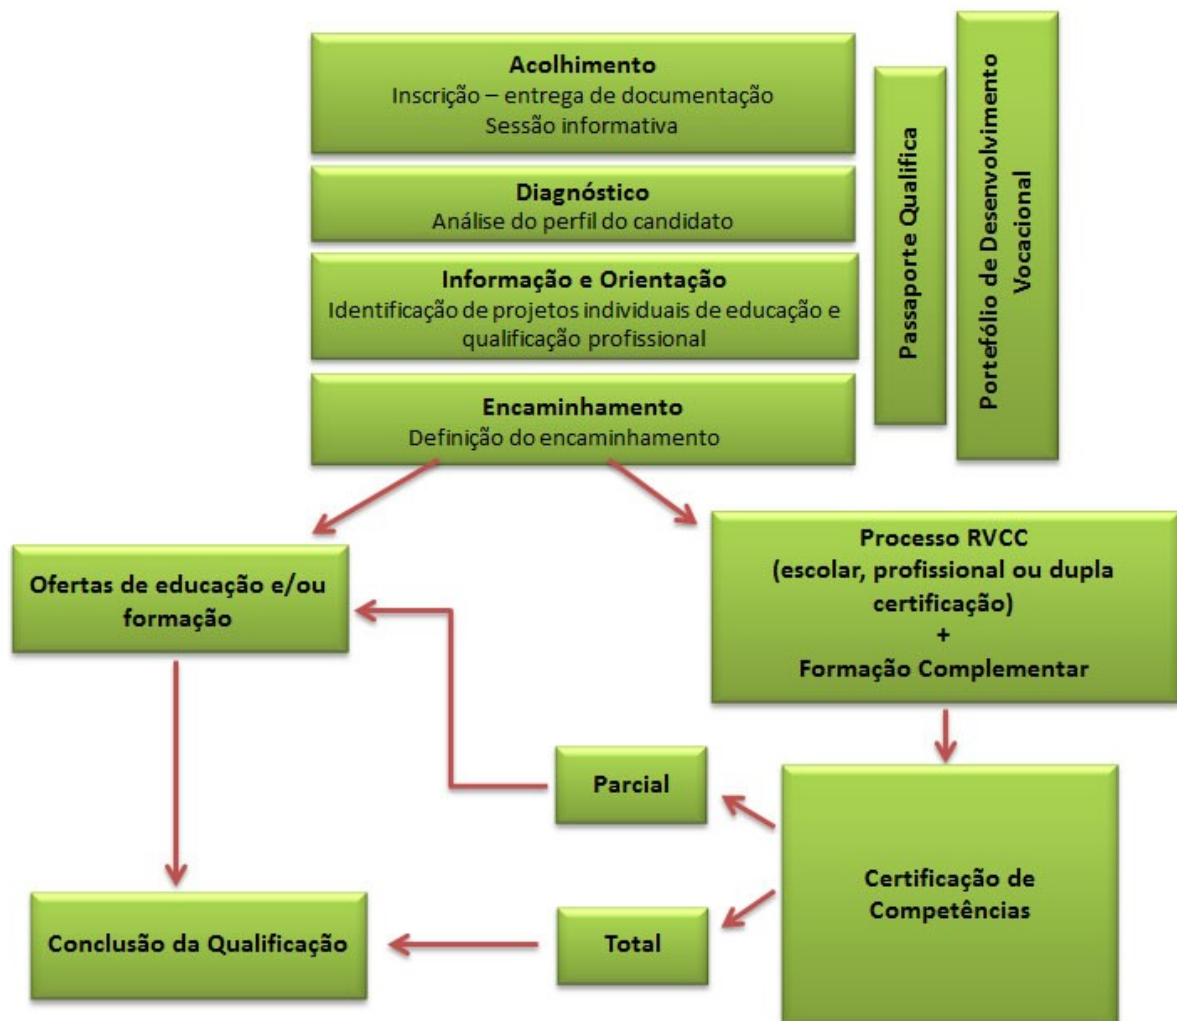 Acolhimento
Inscrição – entrega de documentação
Sessão informativa
Diagnóstico
Análise do perfil do candidato
Informação e Orientação
Identificação de projetos individuais de educação e
qualificação profissional
Encaminhamento
Definição do encaminhamento
Passaporte Qualifica
Portefólio de Desenvolvimento
Vocacional
Ofertas de educação e/ou
formação
Processo RVCC
(escolar, profissional ou dupla
certificação)
+
Formação Complementar
Parcial
Certificação de
Competências
Conclusão da Qualificação
Total